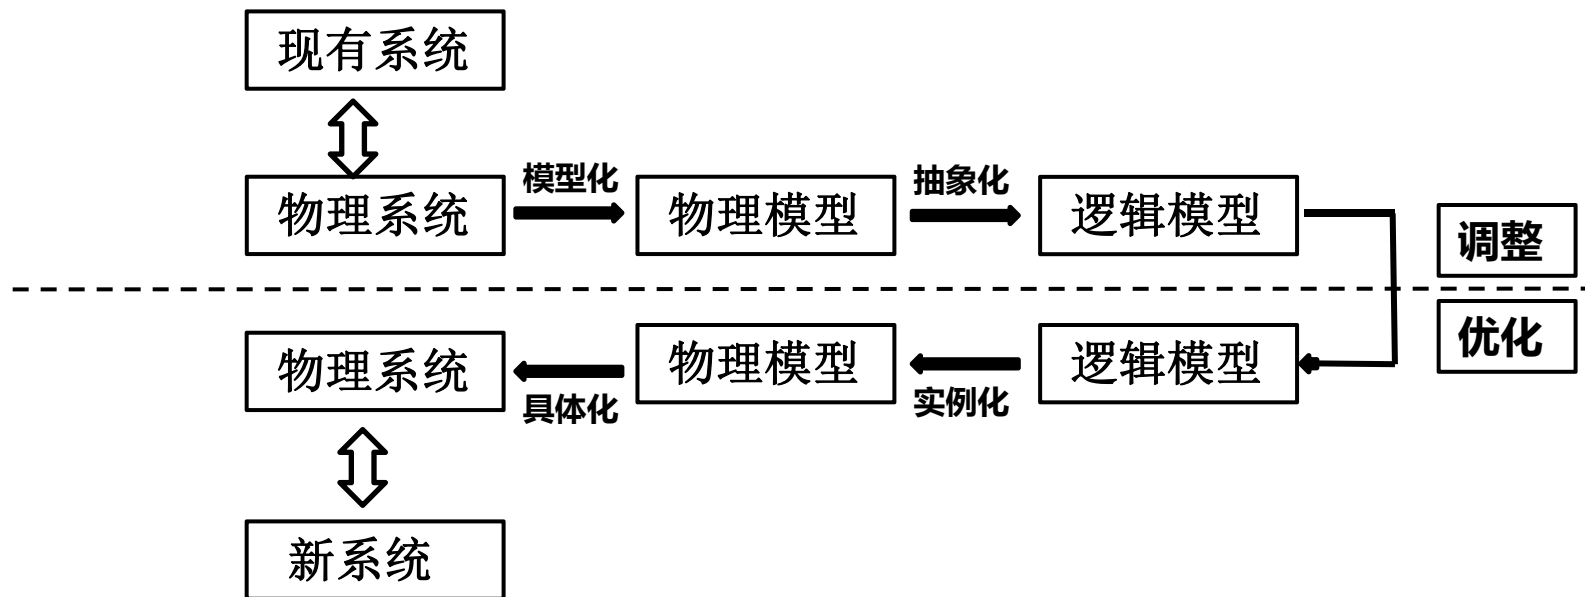 现有系统
模型化
抽象化
物理系统
物理模型
逻辑模型
调整
优化
物理系统
物理模型
逻辑模型
具体化
实例化
新系统